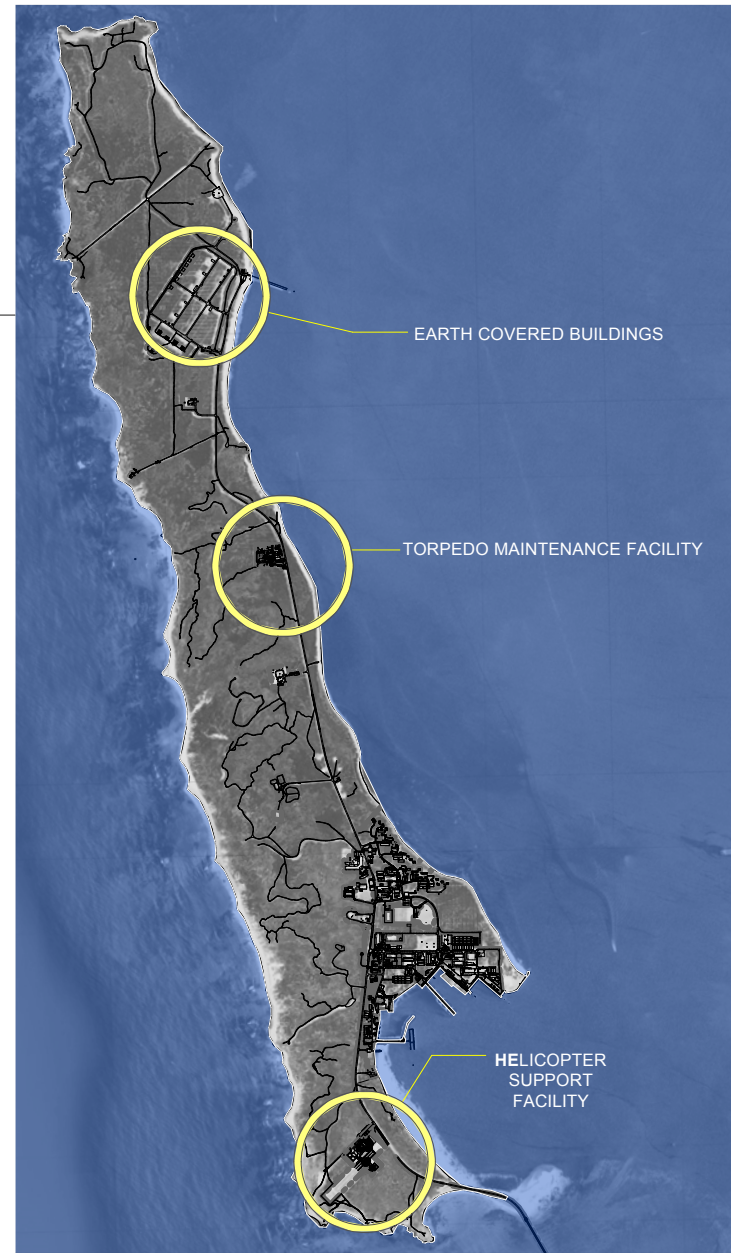 EARTH COVERED BUILDINGS
TORPEDO MAINTENANCE FACILITY
HELICOPTER
SUPPORT
FACILITY